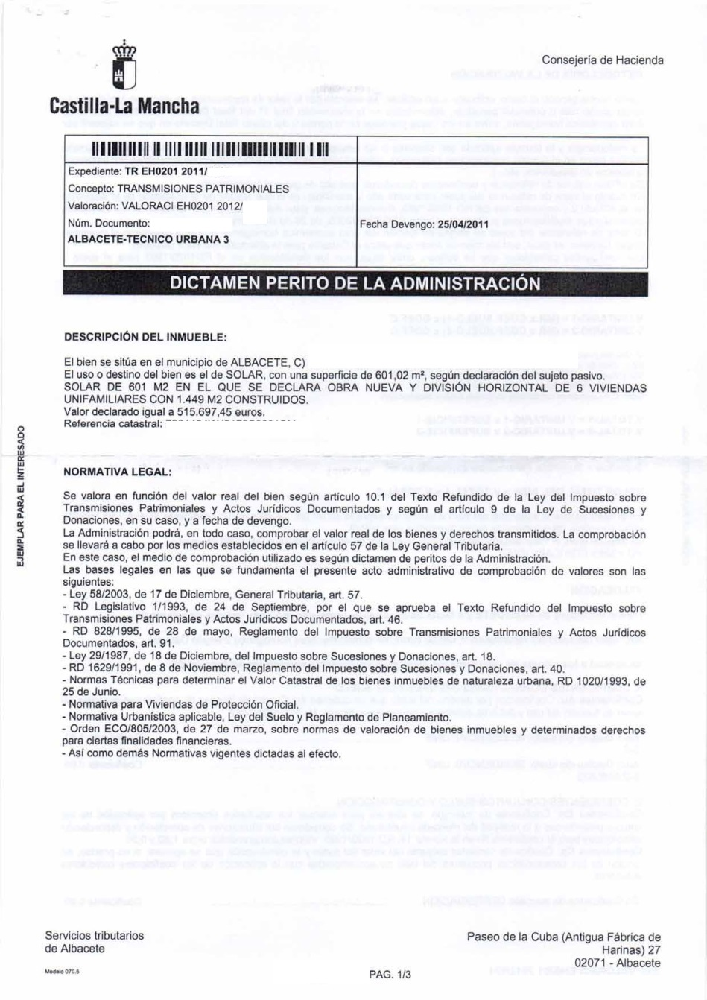 Consejería de Hacienda
Castilla-La Mancha
Expediente: TR EH0201 2011/
Concepto: TRANSMISIONES PATRIMONIALES
Valoración: VALORACI EH0201 2012/
Núm. Documento:
Fecha Devengo: 25/04/2011
ALBACETE-TECNICO URBANA 3
DICTAMEN PERITO DE LA ADMINISTRACIÓN
DESCRIPCIÓN DEL INMUEBLE:
El bien se sitúa en el municipio de ALBACETE, C)
El uso o destino del bien es el de SOLAR, con una superficie de 601,02 m², según declaración del sujeto pasivo.
SOLAR DE 601 M2 EN EL QUE SE DECLARA OBRA NUEVA Y DIVISIÓN HORIZONTAL DE 6 VIVIENDAS
UNIFAMILIARES CON 1.449 M2 CONSTRUIDOS.
Valor declarado igual a 515.697,45 euros.
Referencia catastral:
EJEMPLAR PARA EL INTERESADO
NORMATIVA LEGAL:
Se valora en función del valor real del bien según artículo 10.1 del Texto Refundido de la Ley del Impuesto sobre
Transmisiones Patrimoniales y Actos Jurídicos Documentados y según el artículo 9 de la Ley de Sucesiones y
Donaciones, en su caso, y a fecha de devengo.
La Administración podrá, en todo caso, comprobar el valor real de los bienes y derechos transmitidos. La comprobación
se llevará a cabo por los medios establecidos en el artículo 57 de la Ley General Tributaria.
En este caso, el medio de comprobación utilizado es según dictamen de peritos de la Administración.
Las bases legales en las que se fundamenta el presente acto administrativo de comprobación de valores son las
siguientes:
- Ley 58/2003, de 17 de Diciembre, General Tributaria, art. 57.
- RD Legislativo 1/1993, de 24 de Septiembre, por el que se aprueba el Texto Refundido del Impuesto sobre
Transmisiones Patrimoniales y Actos Jurídicos Documentados, art. 46.
- RD 828/1995, de 28 de mayo, Reglamento del Impuesto sobre Transmisiones Patrimoniales y Actos Jurídicos
Documentados, art. 91.
- Ley 29/1987, de 18 de Diciembre, del Impuesto sobre Sucesiones y Donaciones, art. 18.
- RD 1629/1991, de 8 de Noviembre, Reglamento del Impuesto sobre Sucesiones y Donaciones, art. 40.
- Normas Técnicas para determinar el Valor Catastral de los bienes inmuebles de naturaleza urbana, RD 1020/1993, de
25 de Junio.
- Normativa para Viviendas de Protección Oficial.
- Normativa Urbanística aplicable, Ley del Suelo y Reglamento de Planeamiento.
- Orden ECO/805/2003, de 27 de marzo, sobre normas de valoración de bienes inmuebles y determinados derechos
para ciertas finalidades financieras.
- Así como demás Normativas vigentes dictadas al efecto.
Servicios tributarios
de Albacete
Paseo de la Cuba (Antigua Fábrica de
Harinas) 27
02071 - Albacete
Modelo 070.5
PAG. 1/3